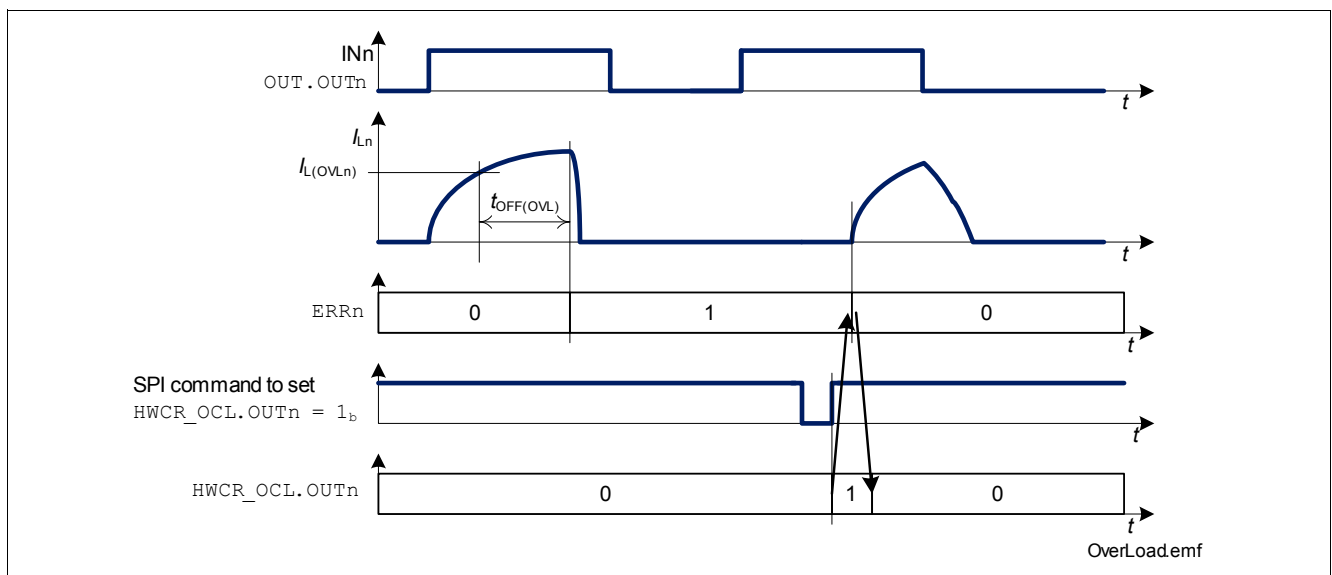 INn
OUT.OUTn
t
ILn
IL(OVLn)
tOFF(OVL)
t
ERRn
0
1
0
t
SPI command to set
HWCR_OCL.OUTn = 1b
t
HWCR_OCL.OUTn
0
1
0
t
OverLoad.emf